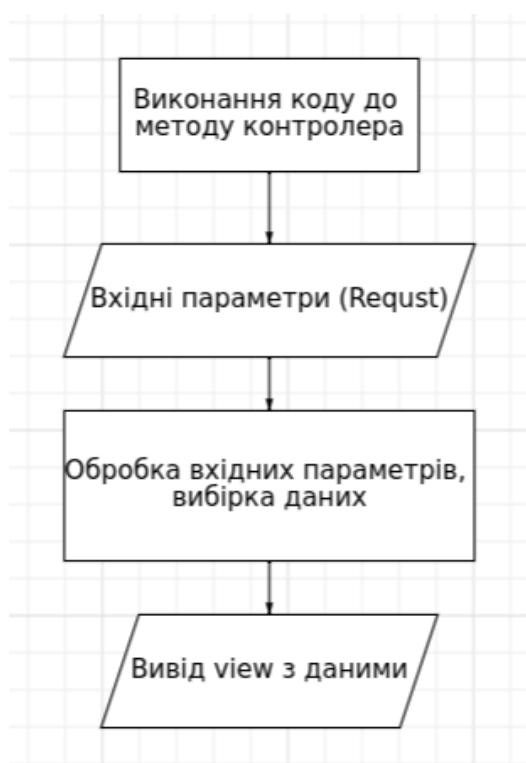 Виконання коду до
методу контролера
Вхідні параметри (Requst)
Обробка вхідних параметрів,
вибірка даних
Вивід view з даними